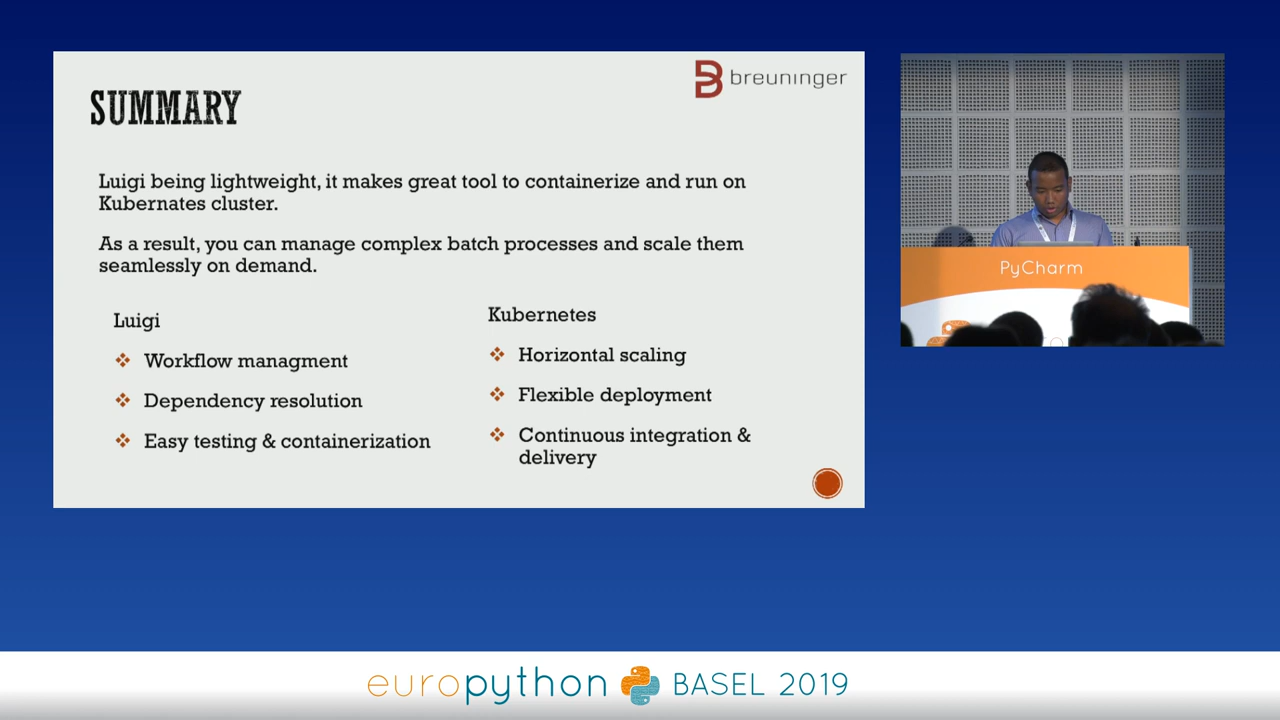 breuninger
SUMMARY
Luigi being lightweight, it makes great tool to containerize and run on
Kubernates cluster.
As a result, you can manage complex batch processes and scale them
seamlessly on demand.
Luigi
Workflow managment
Dependency resolution
Easy testing & containerization
Kubernetes
Horizontal scaling
Flexible deployment
Continuous integration &
delivery
PyCharm
europython BASEL 2019